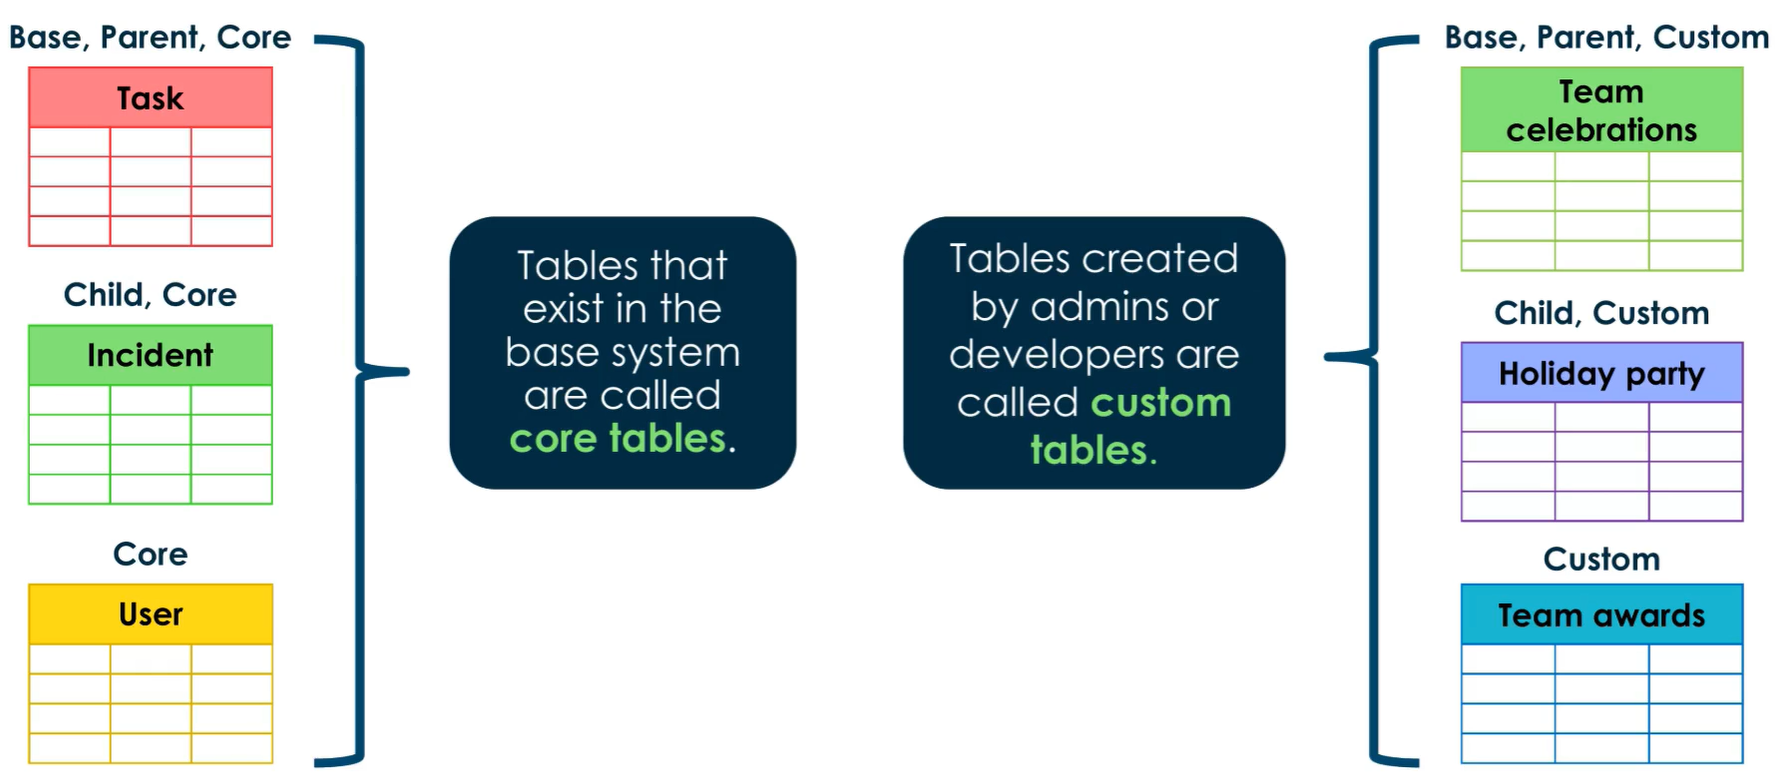 Base, Parent, Core
Task
Child, Core
Incident
Core
User
Tables that
exist in the
base system
are called
core tables.
Tables created
by admins or
developers are
called custom
tables.
Base, Parent, Custom
Team
celebrations
Child, Custom
Holiday party
Custom
Team awards